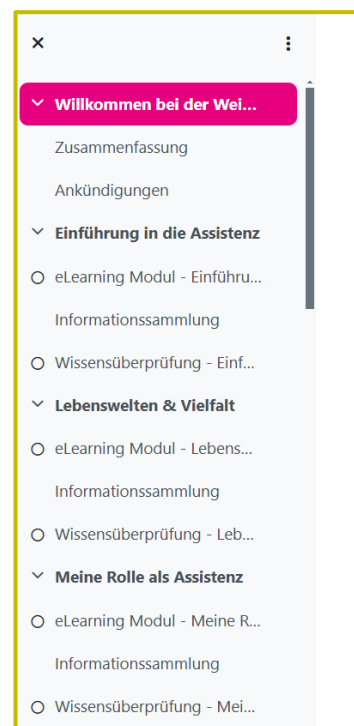 Willkommen bei der Wei...
Zusammenfassung
Ankündigungen
Einführung in die Assistenz
eLearning Modul - Einführu...
Informationssammlung
Wissensüberprüfung - Einf...
Lebenswelten & Vielfalt
eLearning Modul - Lebens...
Informationssammlung
Wissensüberprüfung - Leb...
Meine Rolle als Assistenz
eLearning Modul - Meine R...
Informationssammlung
Wissensüberprüfung - Mei...